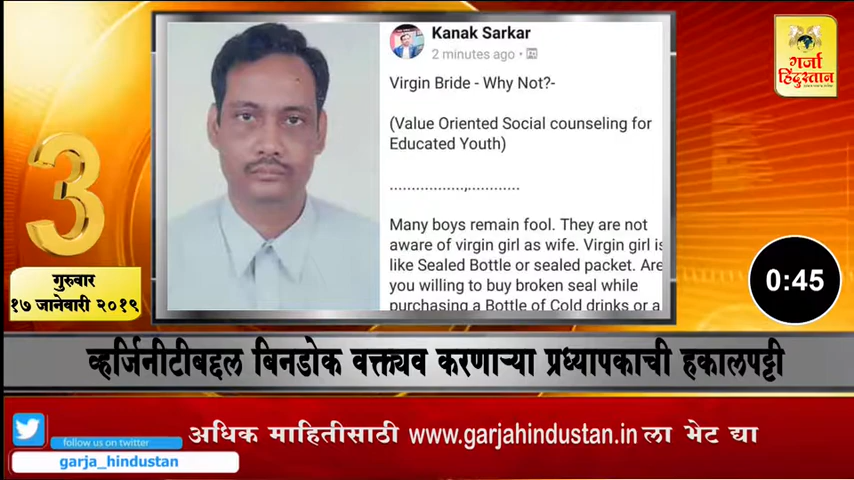 Kanak Sarkar
2 minutes ago ·
Virgin Bride - Why Not?-
(Value Oriented Social counseling for
Educated Youth)
..................,............
Many boys remain fool. They are not
aware of virgin girl as wife. Virgin girl is
like Sealed Bottle or sealed packet. Are
you willing to buy broken seal while
purchasing a Bottle of Cold drinks or a
गर्जा
हिंदुस्तान
3
गुरुवार
१७ जानेवारी २०१९
0:45
व्हर्जिनीटीबद्दल बिनडोक वक्तव्यव करणाऱ्या प्रध्यापकाची हकालपट्टी
follow us on twitter
garja_hindustan
अधिक माहितीसाठी www.garjahindustan.in ला भेट द्या